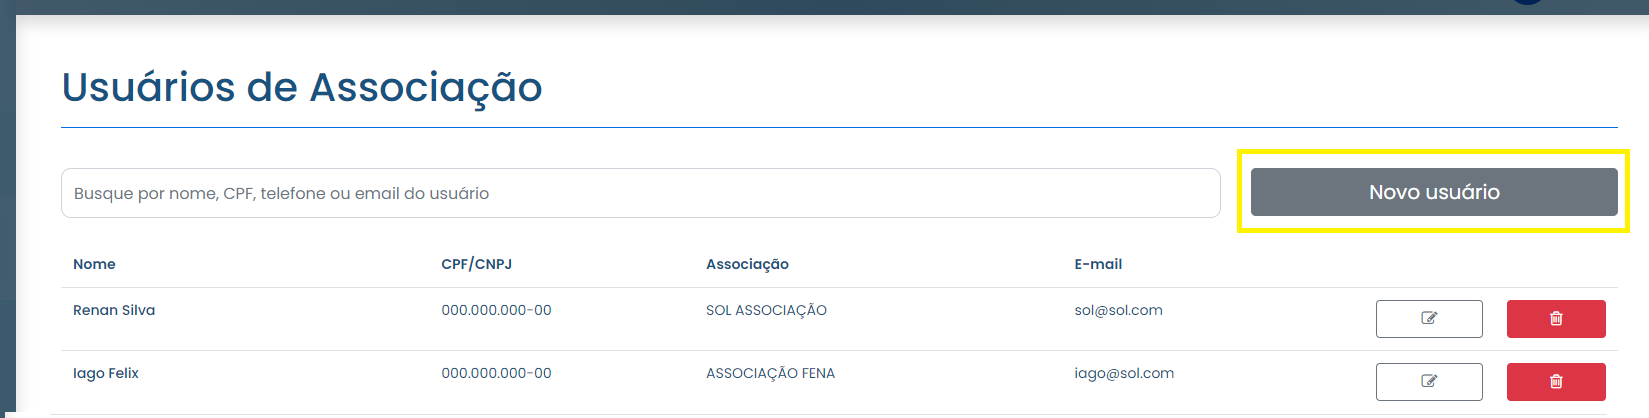 Usuários de Associação
Busque por nome, CPF, telefone ou email do usuário
Novo usuário
Nome CPF/CNPJ Associação E-mail
Renan Silva 000.000.000-00 SOL ASSOCIAÇÃO sol@sol.com
Iago Felix 000.000.000-00 ASSOCIAÇÃO FENA iago@sol.com